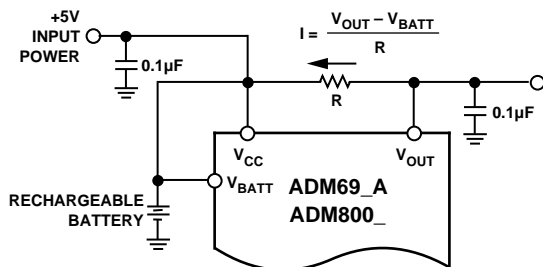 +5V
INPUT
POWER
0.1µF
I = V_OUT – V_BATT / R
R
0.1µF
V_CC
V_OUT
V_BATT
ADM69_A
ADM800_
RECHARGEABLE
BATTERY